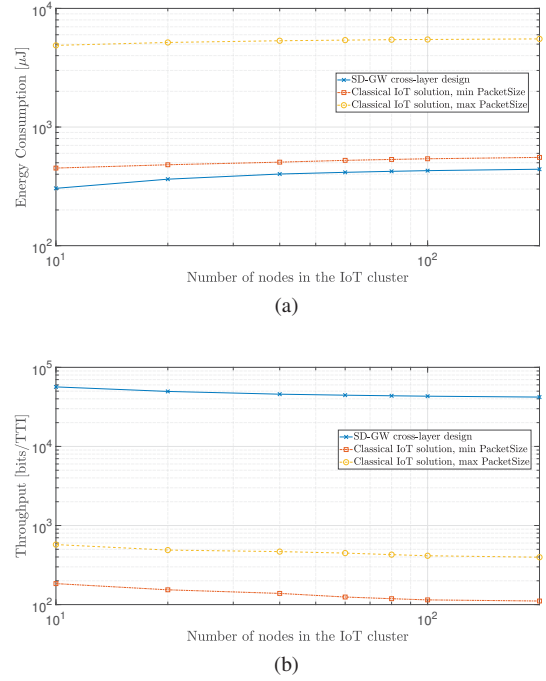 10^4
10^3
10^2
Energy Consumption [μJ]
SD-GW cross-layer design
Classical IoT solution, min PacketSize
Classical IoT solution, max PacketSize
10^1
10^2
Number of nodes in the IoT cluster
(a)
10^5
10^4
10^3
10^2
Throughput [bits/TTI]
SD-GW cross-layer design
Classical IoT solution, min PacketSize
Classical IoT solution, max PacketSize
10^1
10^2
Number of nodes in the IoT cluster
(b)